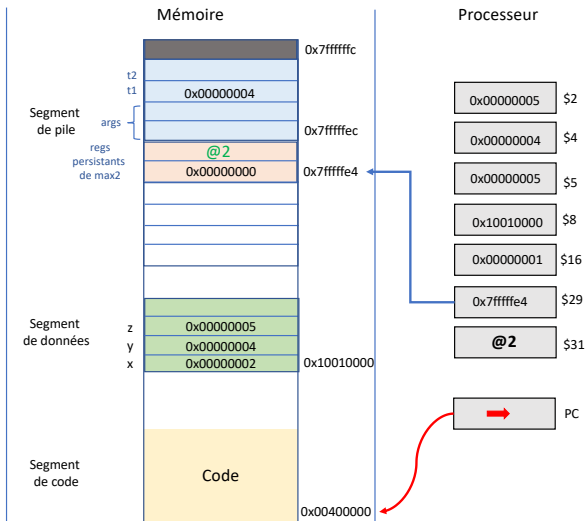 Mémoire
Processeur
0x7ffffffc
t2
t1
0x00000004
Segment
de pile
args
0x7fffffec
regs
persistants
de max2
@2
0x00000000
0x7fffffe4
0x00000005
$2
0x00000004
$4
0x00000005
$5
0x10010000
$8
0x00000001
$16
0x7fffffe4
$29
@2
$31
PC
Segment
de données
z
0x00000005
y
0x00000004
x
0x00000002
0x10010000
Segment
de code
Code
0x00400000